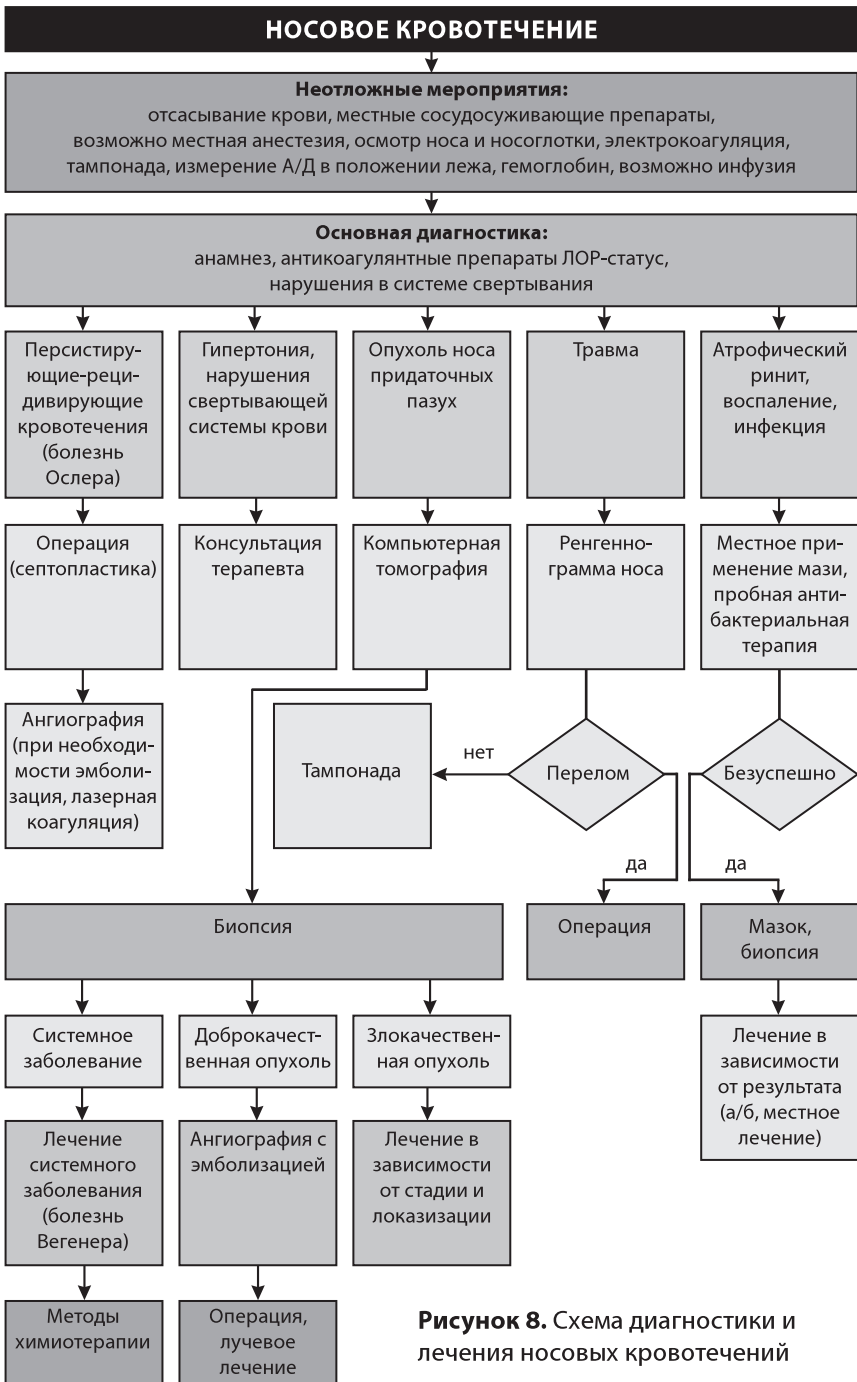 НОСОВОЕ КРОВОТЕЧЕНИЕ
Неотложные мероприятия:
отсасывание крови, местные сосудосуживающие препараты,
возможно местная анестезия, осмотр носа и носоглотки, электрокоагуляция,
тампонада, измерение А/Д в положении лежа, гемоглобин, возможно инфузия
Основная диагностика:
анамнез, антикоагулянтные препараты ЛОР-статус,
нарушения в системе свертывания
Персистиру-
ющие-реци-
дивирующие
кровотечения
(болезнь
Ослера)
Гипертония,
нарушения
свертывающей
системы крови
Опухоль носа
придаточных
пазух
Травма
Атрофический
ринит,
воспаление,
инфекция
Операция
(септопластика)
Консультация
терапевта
Компьютерная
томография
Ренгенно-
грамма носа
Местное при-
менение мази,
пробная анти-
бактериальная
терапия
Ангиография
(при необходи-
мости эмболи-
зация, лазерная
коагуляция)
Тампонада
нет
Перелом
Безуспешно
да
да
Биопсия
Операция
Мазок,
биопсия
Системное
заболевание
Доброкачест-
венная опухоль
Злокачествен-
ная опухоль
Лечение в
зависимости
от результата
(а/б, местное
лечение)
Лечение
системного
заболевания
(болезнь
Вегенера)
Ангиография с
эмболизацией
Лечение в
зависимости
от стадии и
локазизации
Методы
химиотерапии
Операция,
лучевое
лечение
Рисунок 8. Схема диагностики и
лечения носовых кровотечений